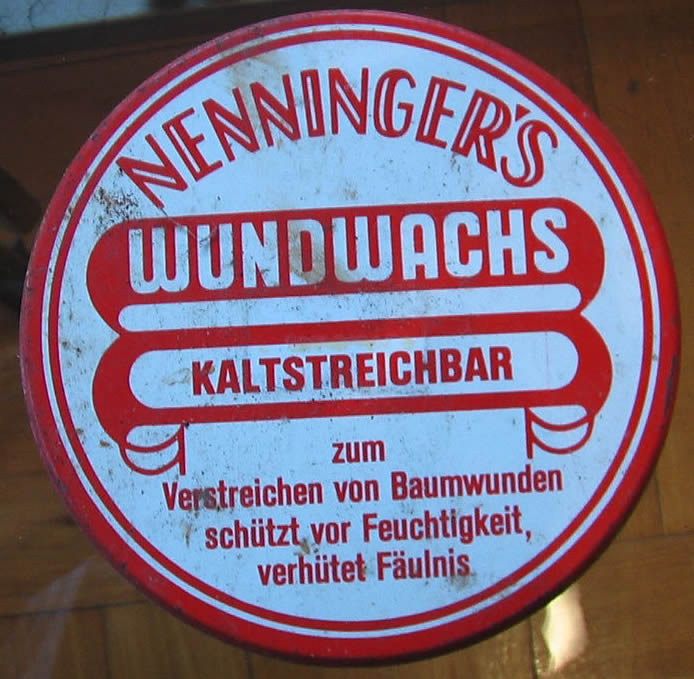 NENNINGER'S
WUNDWACHS
KALTSTREICHBAR
zum
Verstreichen von Baumwunden
schützt vor Feuchtigkeit,
verhütet Fäulnis